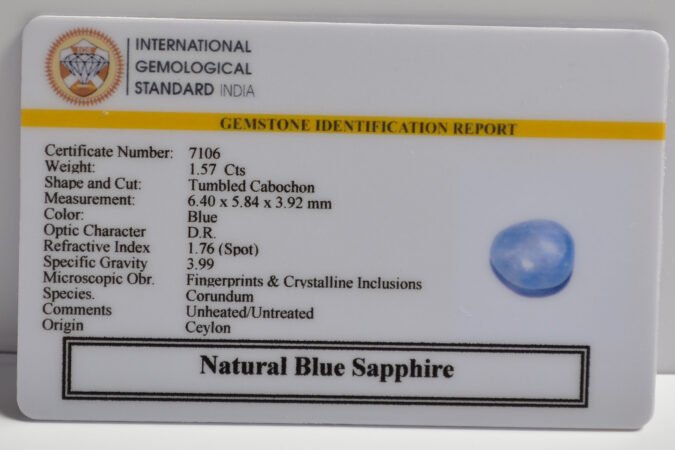 INTERNATIONAL
GEMOLOGICAL
STANDARD INDIA
GEMSTONE IDENTIFICATION REPORT
Certificate Number: 7106
Weight: 1.57 Cts
Shape and Cut: Tumbled Cabochon
Measurement: 6.40 x 5.84 x 3.92 mm
Color: Blue
Optic Character D.R.
Refractive Index 1.76 (Spot)
Specific Gravity 3.99
Microscopic Obr. Fingerprints & Crystalline Inclusions
Species. Corundum
Comments Unheated/Untreated
Origin Ceylon
Natural Blue Sapphire